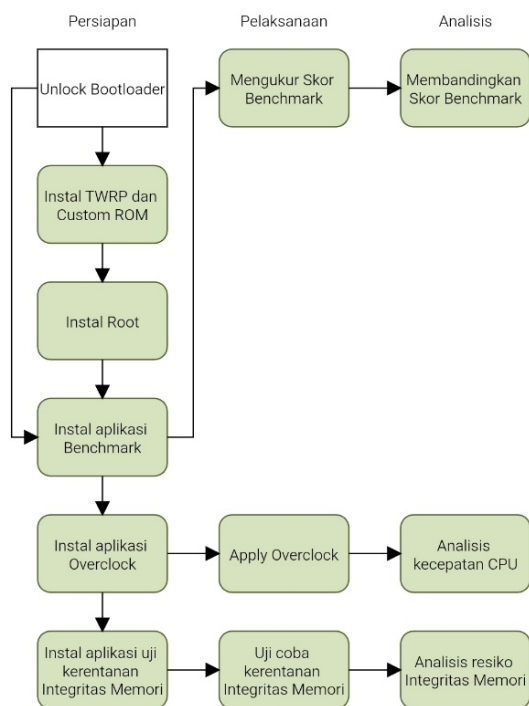 Persiapan
Pelaksanaan
Analisis
Unlock Bootloader
Mengukur Skor
Benchmark
Membandingkan
Skor Benchmark
Instal TWRP dan
Custom ROM
Instal Root
Instal aplikasi
Benchmark
Instal aplikasi
Overclock
Apply Overclock
Analisis
kecepatan CPU
Instal aplikasi uji
kerentanan
Integritas Memori
Uji coba
kerentanan
Integritas Memori
Analisis resiko
Integritas Memori